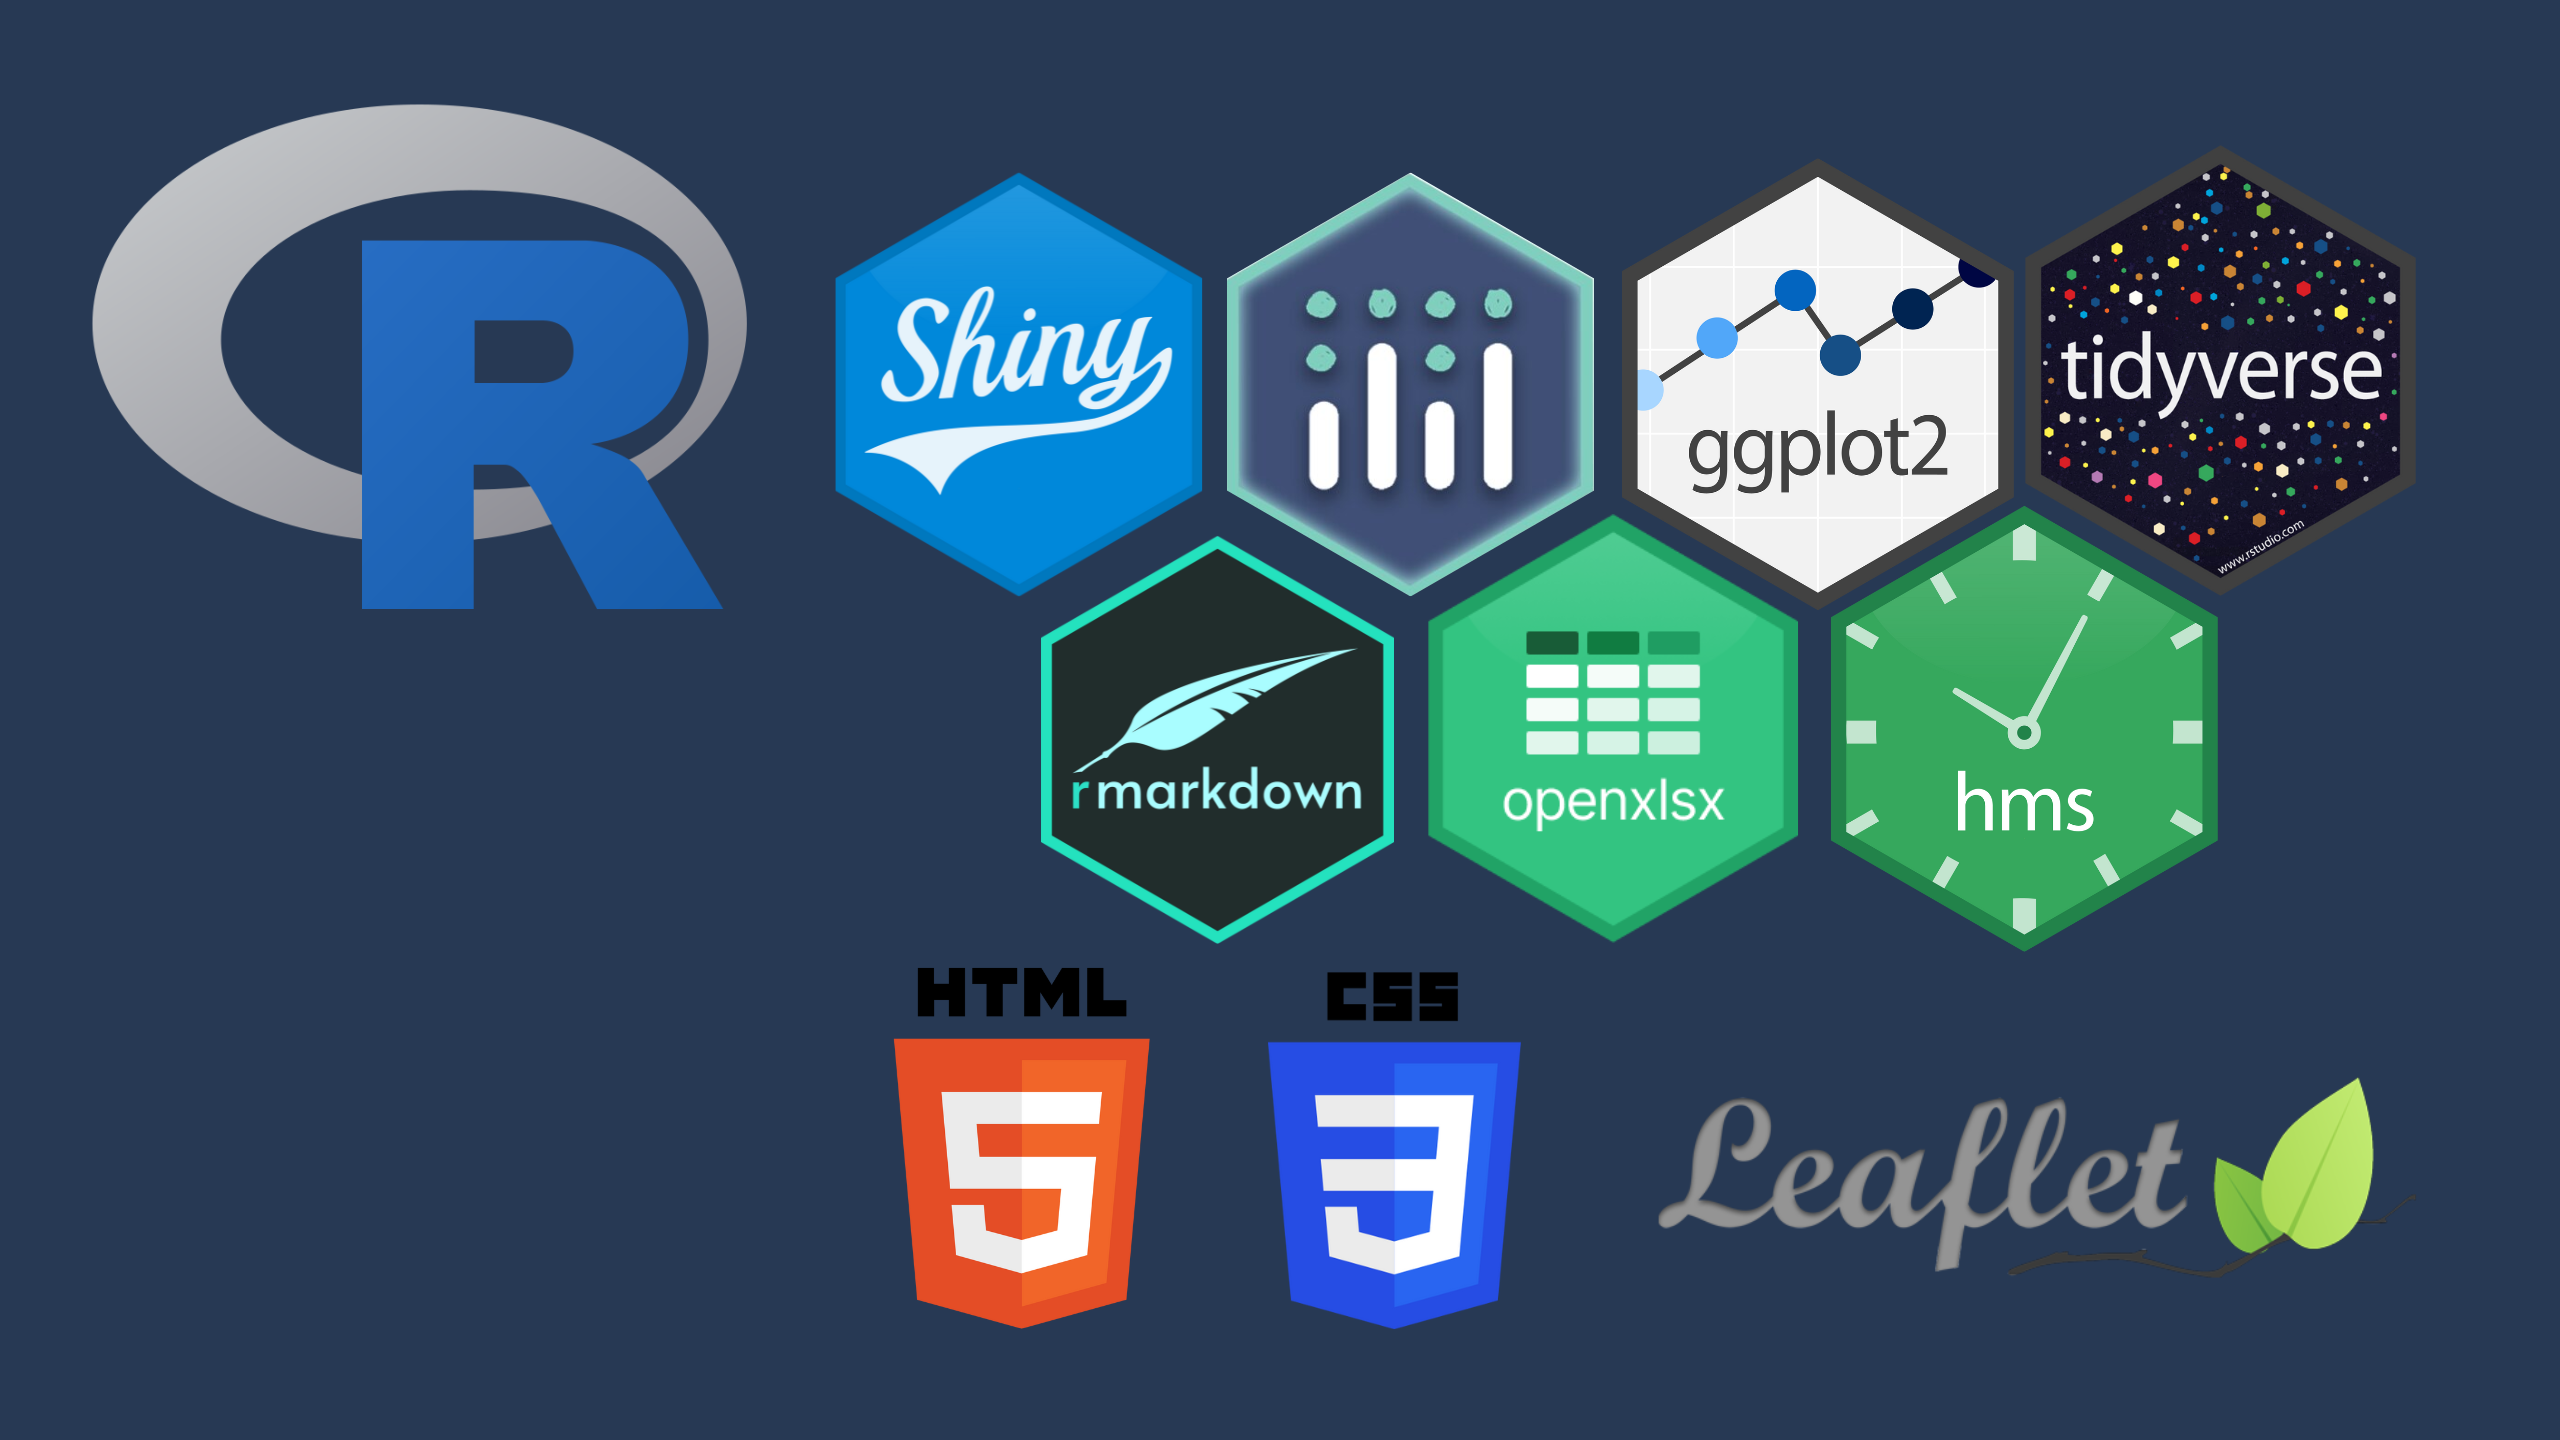 R
Shiny
ggplot2
tidyverse
www.rstudio.com
rmarkdown
openxlsx
hms
HTML
5
CSS
3
Leaflet